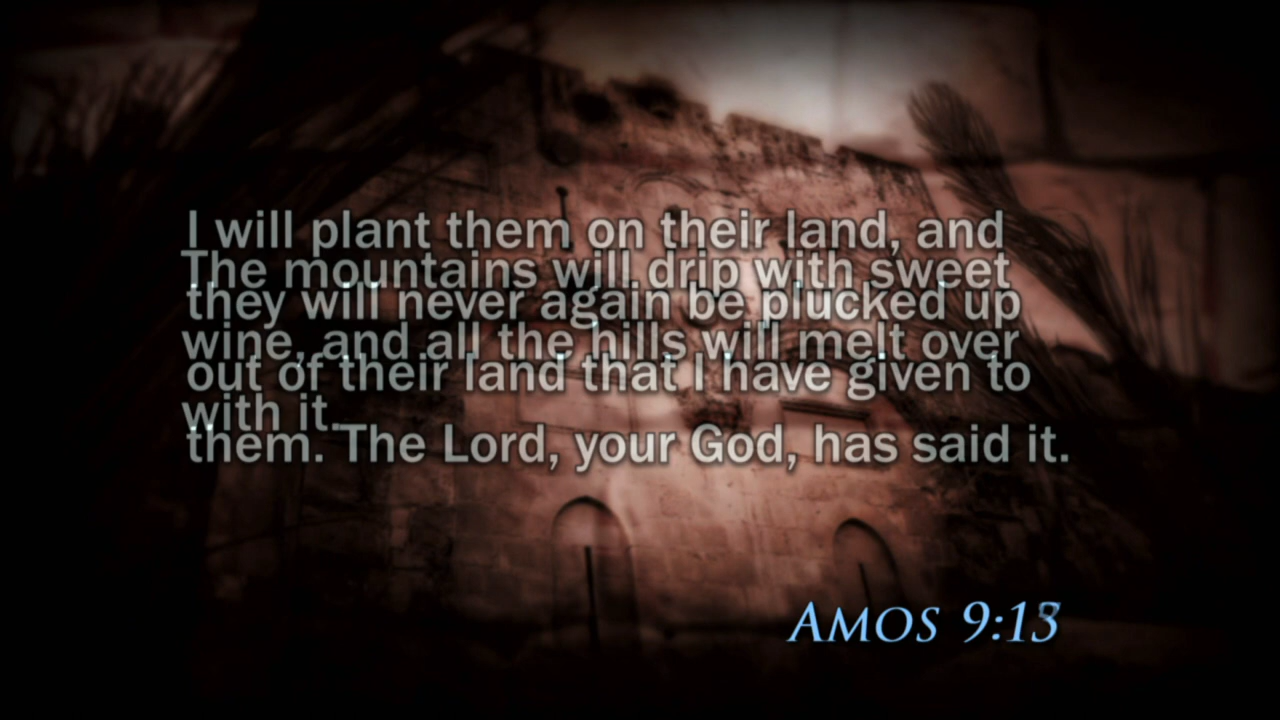 The mountains will drip with sweet
wine, and all the hills will melt over
with it.
I will plant them on their land, and
they will never again be plucked up
out of their land that I have given to
them. The Lord, your God, has said it.
Amos 9:13